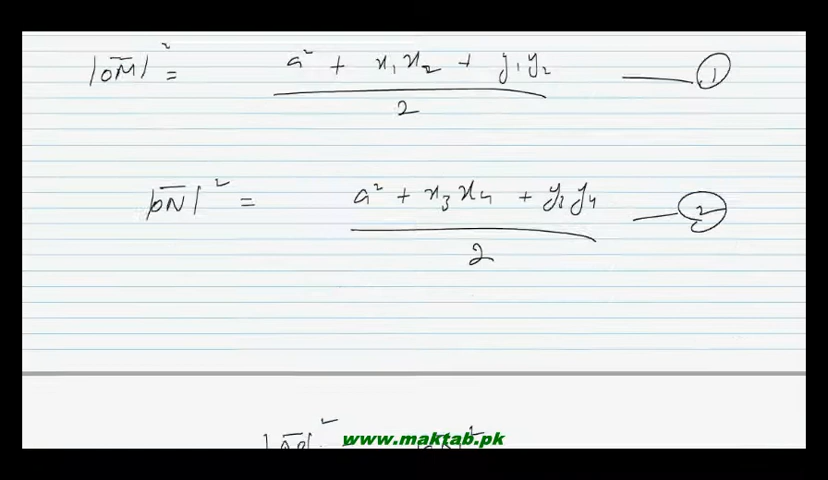 |OM̅|² = a² + x₁x₂ + y₁y₂ / 2 —— ①
|ON̅|² = a² + x₃x₄ + y₃y₄ / 2 —— ②
www.maktab.pk